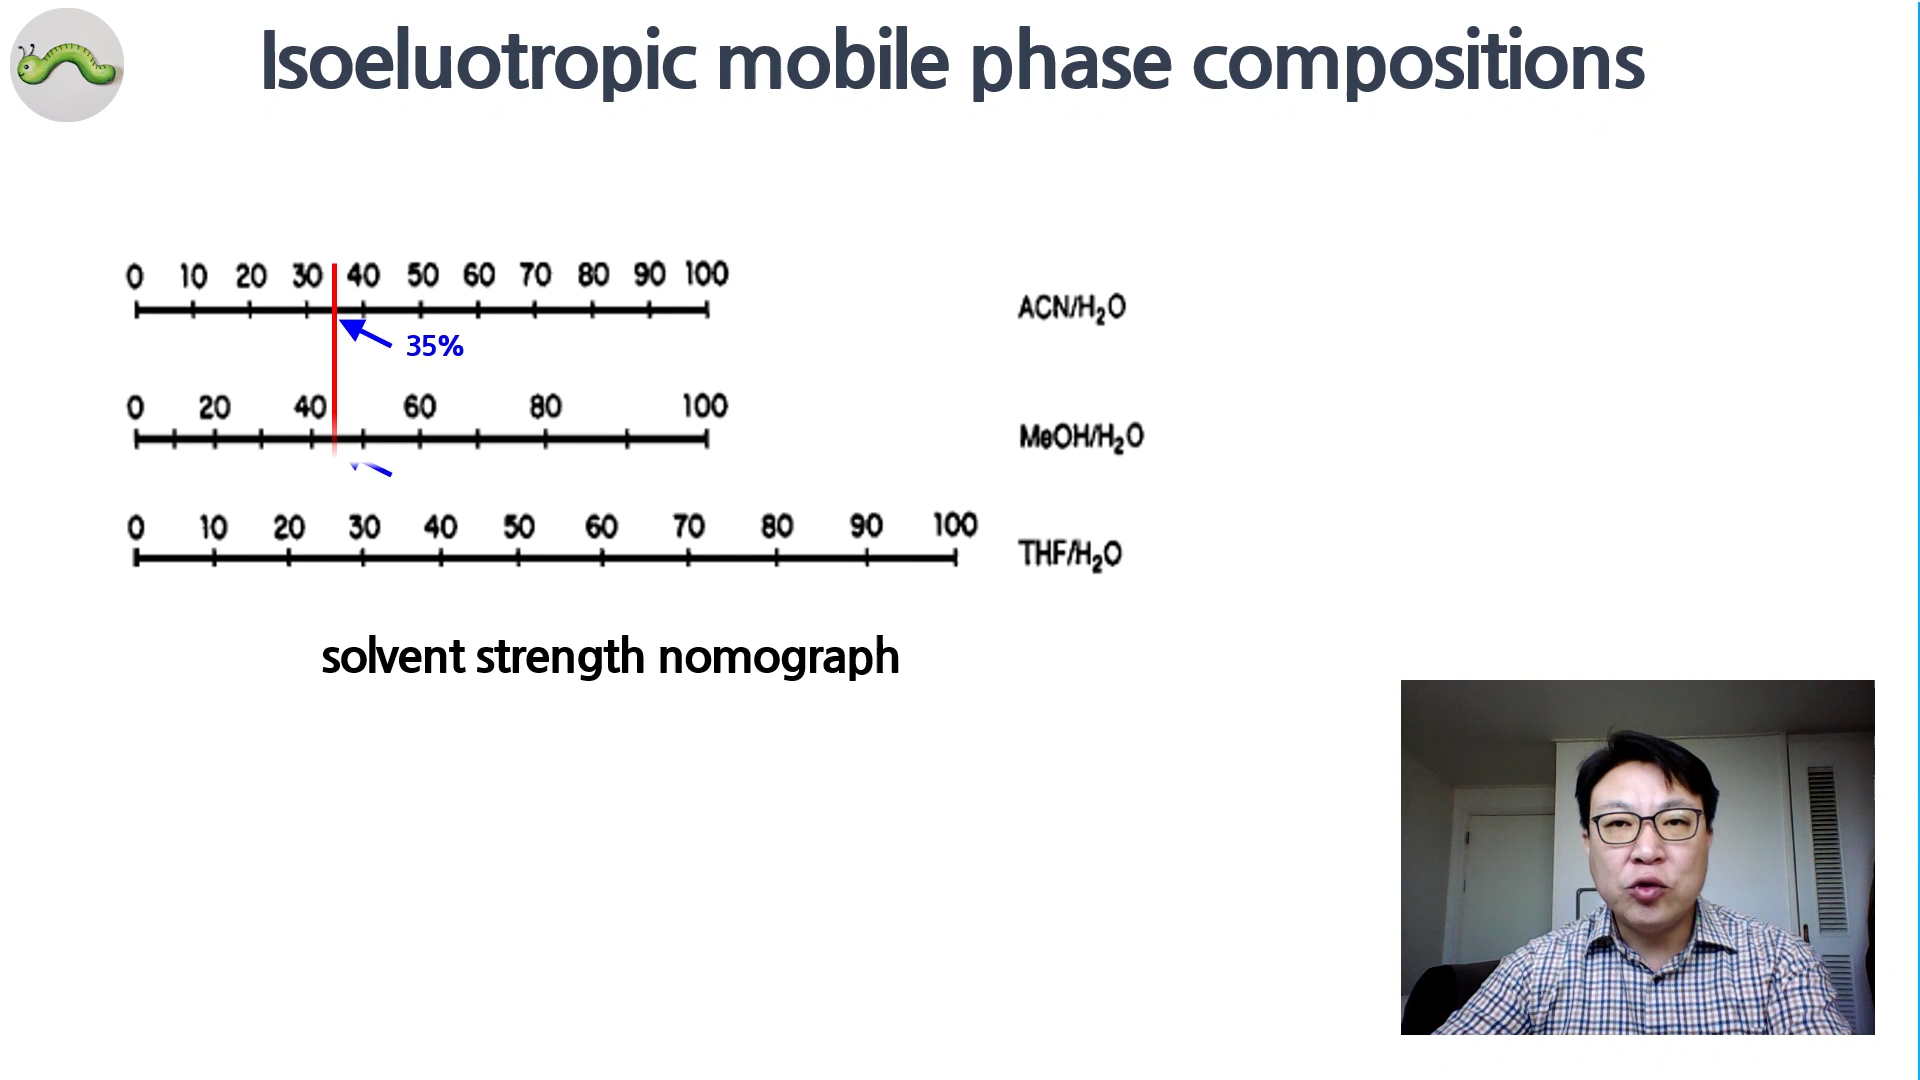 Isoeluotropic mobile phase compositions
0 10 20 30 40 50 60 70 80 90 100
ACN/H₂O
35%
0 20 40 60 80 100
MeOH/H₂O
0 10 20 30 40 50 60 70 80 90 100
THF/H₂O
solvent strength nomograph